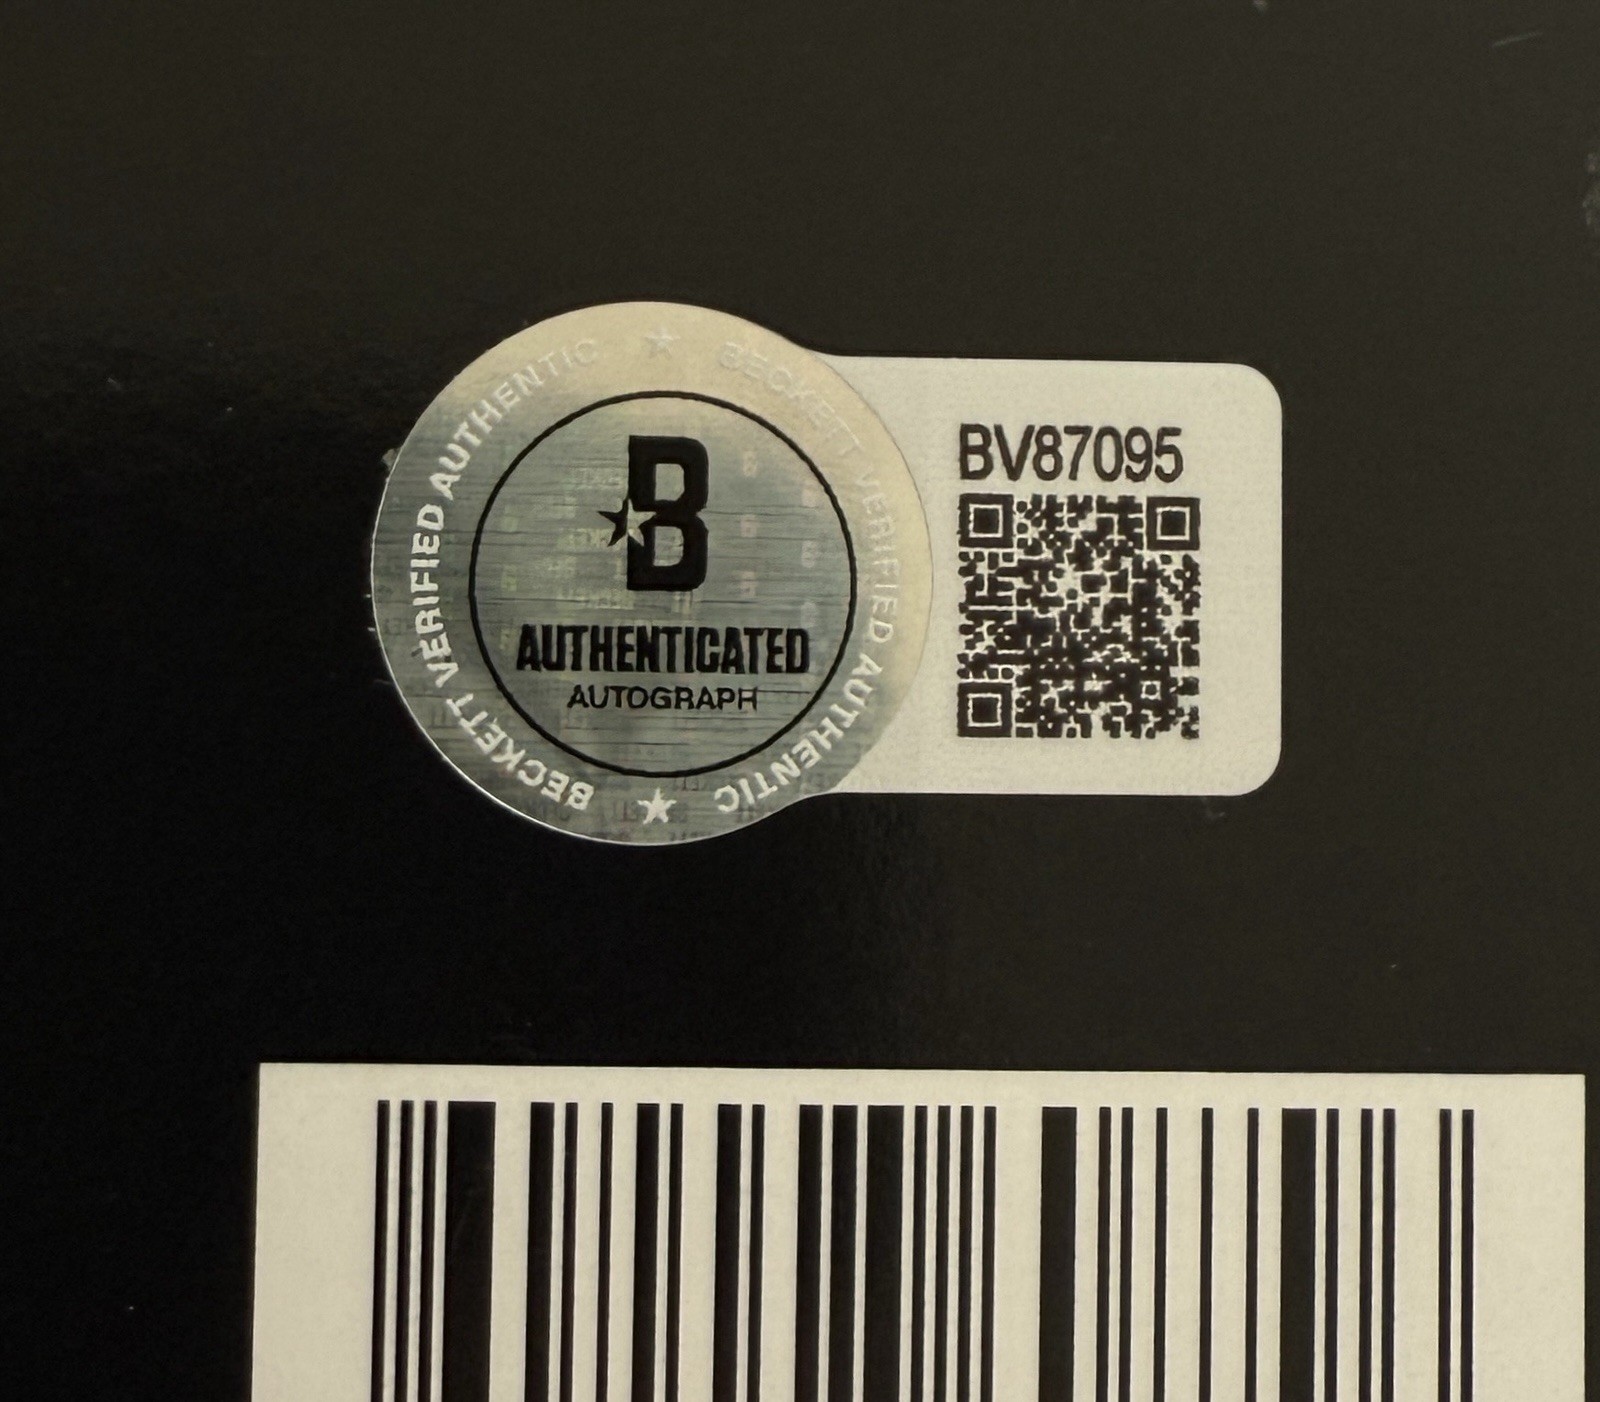 BECKETT VERIFIED AUTHENTIC ★ BECKETT VERIFIED AUTHENTIC ★
B
AUTHENTICATED
AUTOGRAPH
BV87095